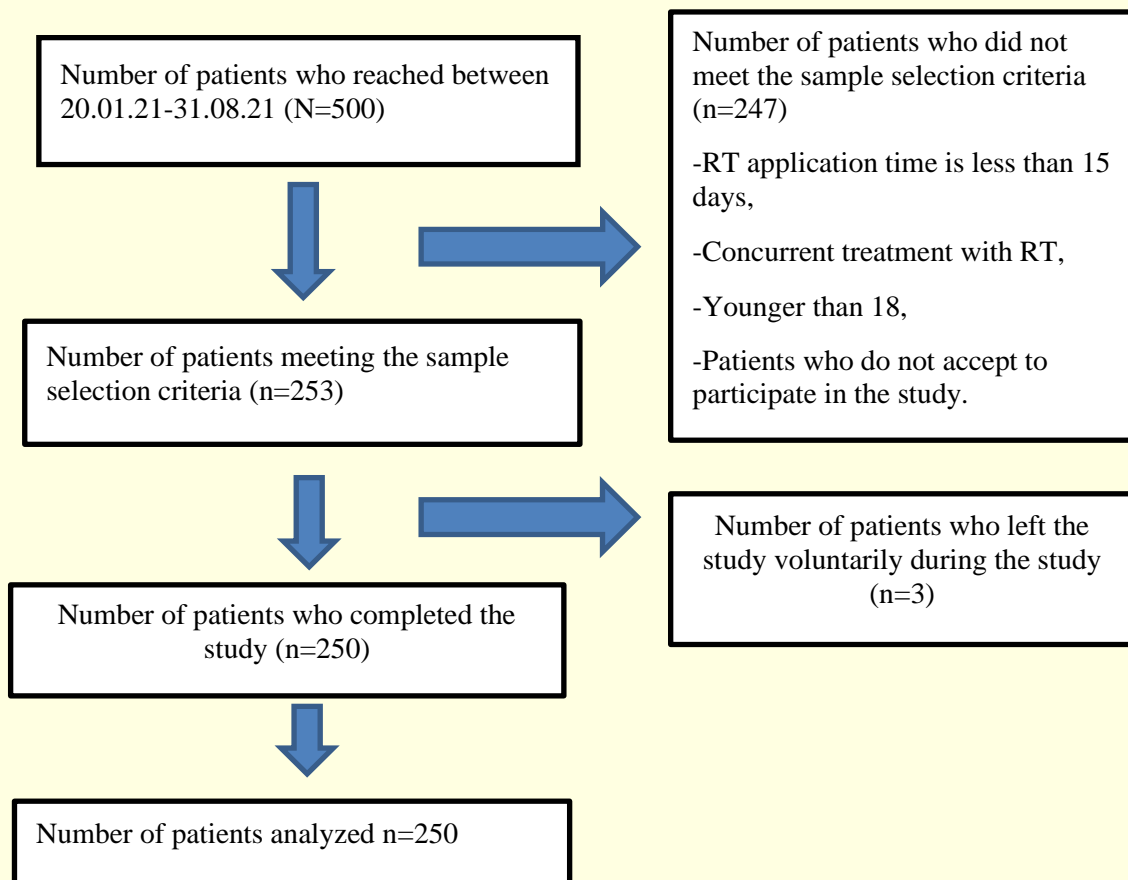 Number of patients who reached between
20.01.21-31.08.21 (N=500)
Number of patients who did not
meet the sample selection criteria
(n=247)
-RT application time is less than 15
days,
-Concurrent treatment with RT,
-Younger than 18,
-Patients who do not accept to
participate in the study.
Number of patients meeting the sample
selection criteria (n=253)
Number of patients who left the
study voluntarily during the study
(n=3)
Number of patients who completed the
study (n=250)
Number of patients analyzed n=250